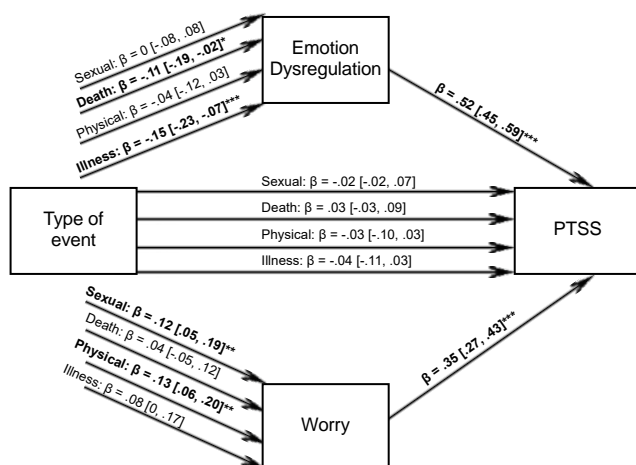 Sexual: β = 0 [-.08, .08]
Death: β = -.11 [-.19, -.02]*
Physical: β = -.04 [-.12, .03]
Illness: β = -.15 [-.23, -.07]***
Emotion
Dysregulation
β = .52 [.45, .59]***
Type of
event
Sexual: β = -.02 [-.02, .07]
Death: β = .03 [-.03, .09]
Physical: β = -.03 [-.10, .03]
Illness: β = -.04 [-.11, .03]
PTSS
Sexual: β = .12 [.05, .19]**
Death: β = .04 [-.05, .12]
Physical: β = .13 [.06, .20]**
Illness: β = .08 [0, .17]
Worry
β = .35 [.27, .43]***